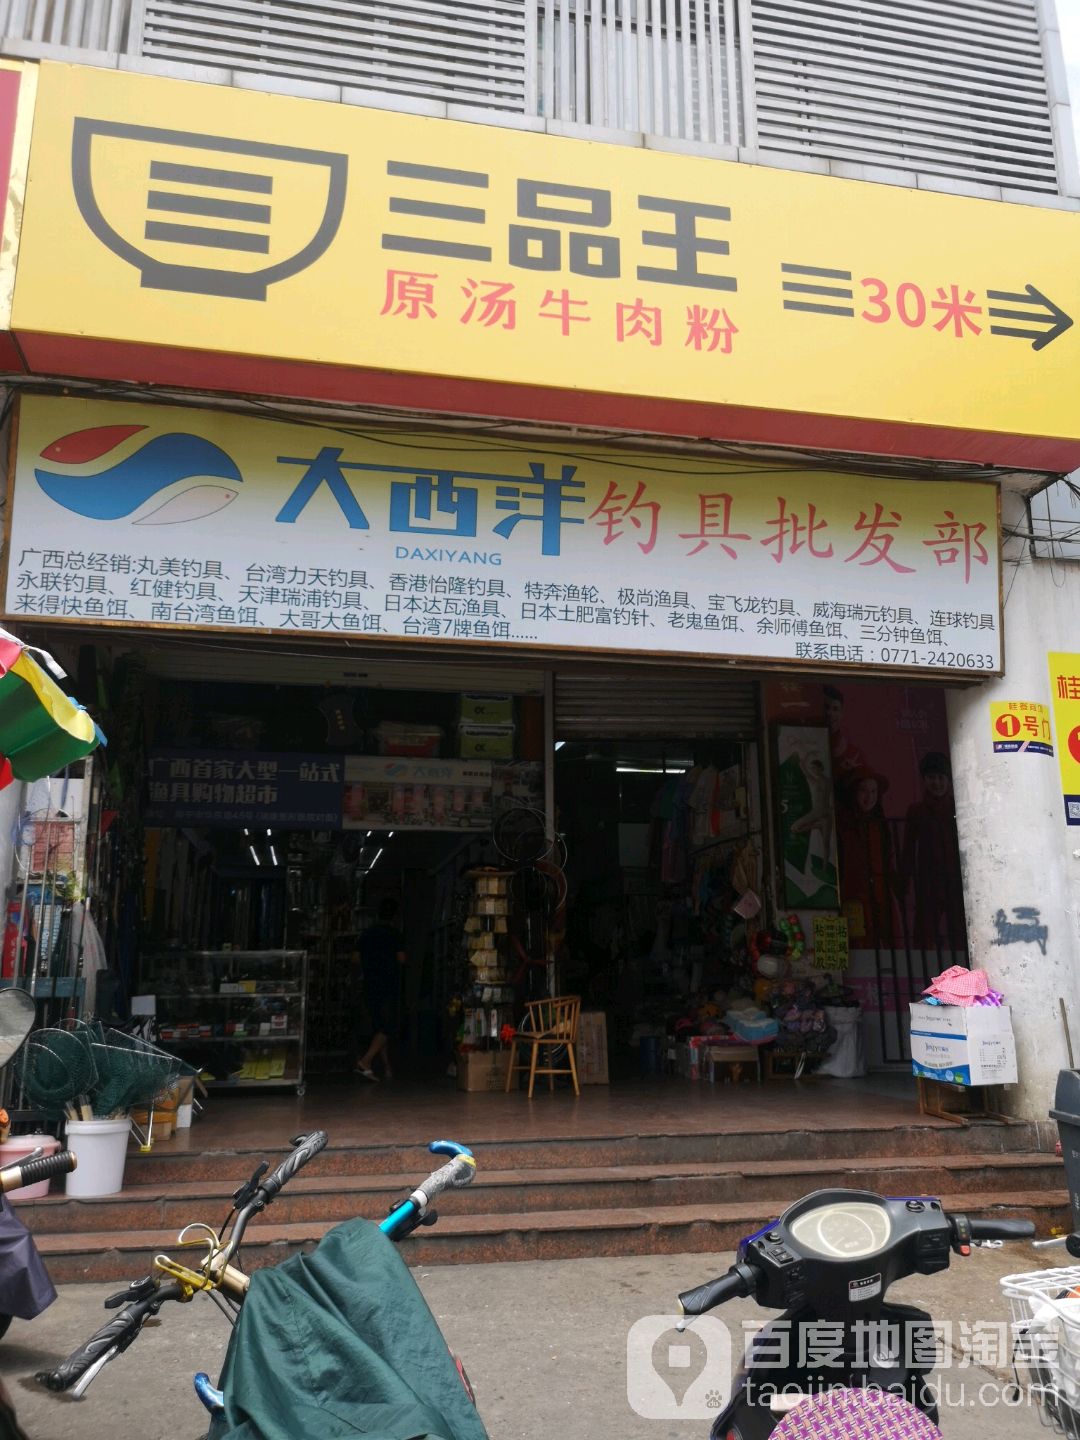 三品王
原汤牛肉粉
30米
大西洋钓具批发部
DAXIYANG
广西总经销:丸美钓具、台湾力天钓具、香港怡隆钓具、特奔渔轮、极尚渔具、宝飞龙钓具、威海瑞元钓具、连球钓具
永联钓具、红健钓具、天津瑞浦钓具、日本达瓦渔具、日本土肥富钓针、老鬼鱼饵、余师傅鱼饵、三分钟鱼饵、
来得快鱼饵、南台湾鱼饵、大哥大鱼饵、台湾7牌鱼饵......
联系电话：0771-2420633
1号门
桂
广西首家大型一站式
渔具购物超市
大西洋
粘鼠板
百度地图淘金
taojin.baidu.com